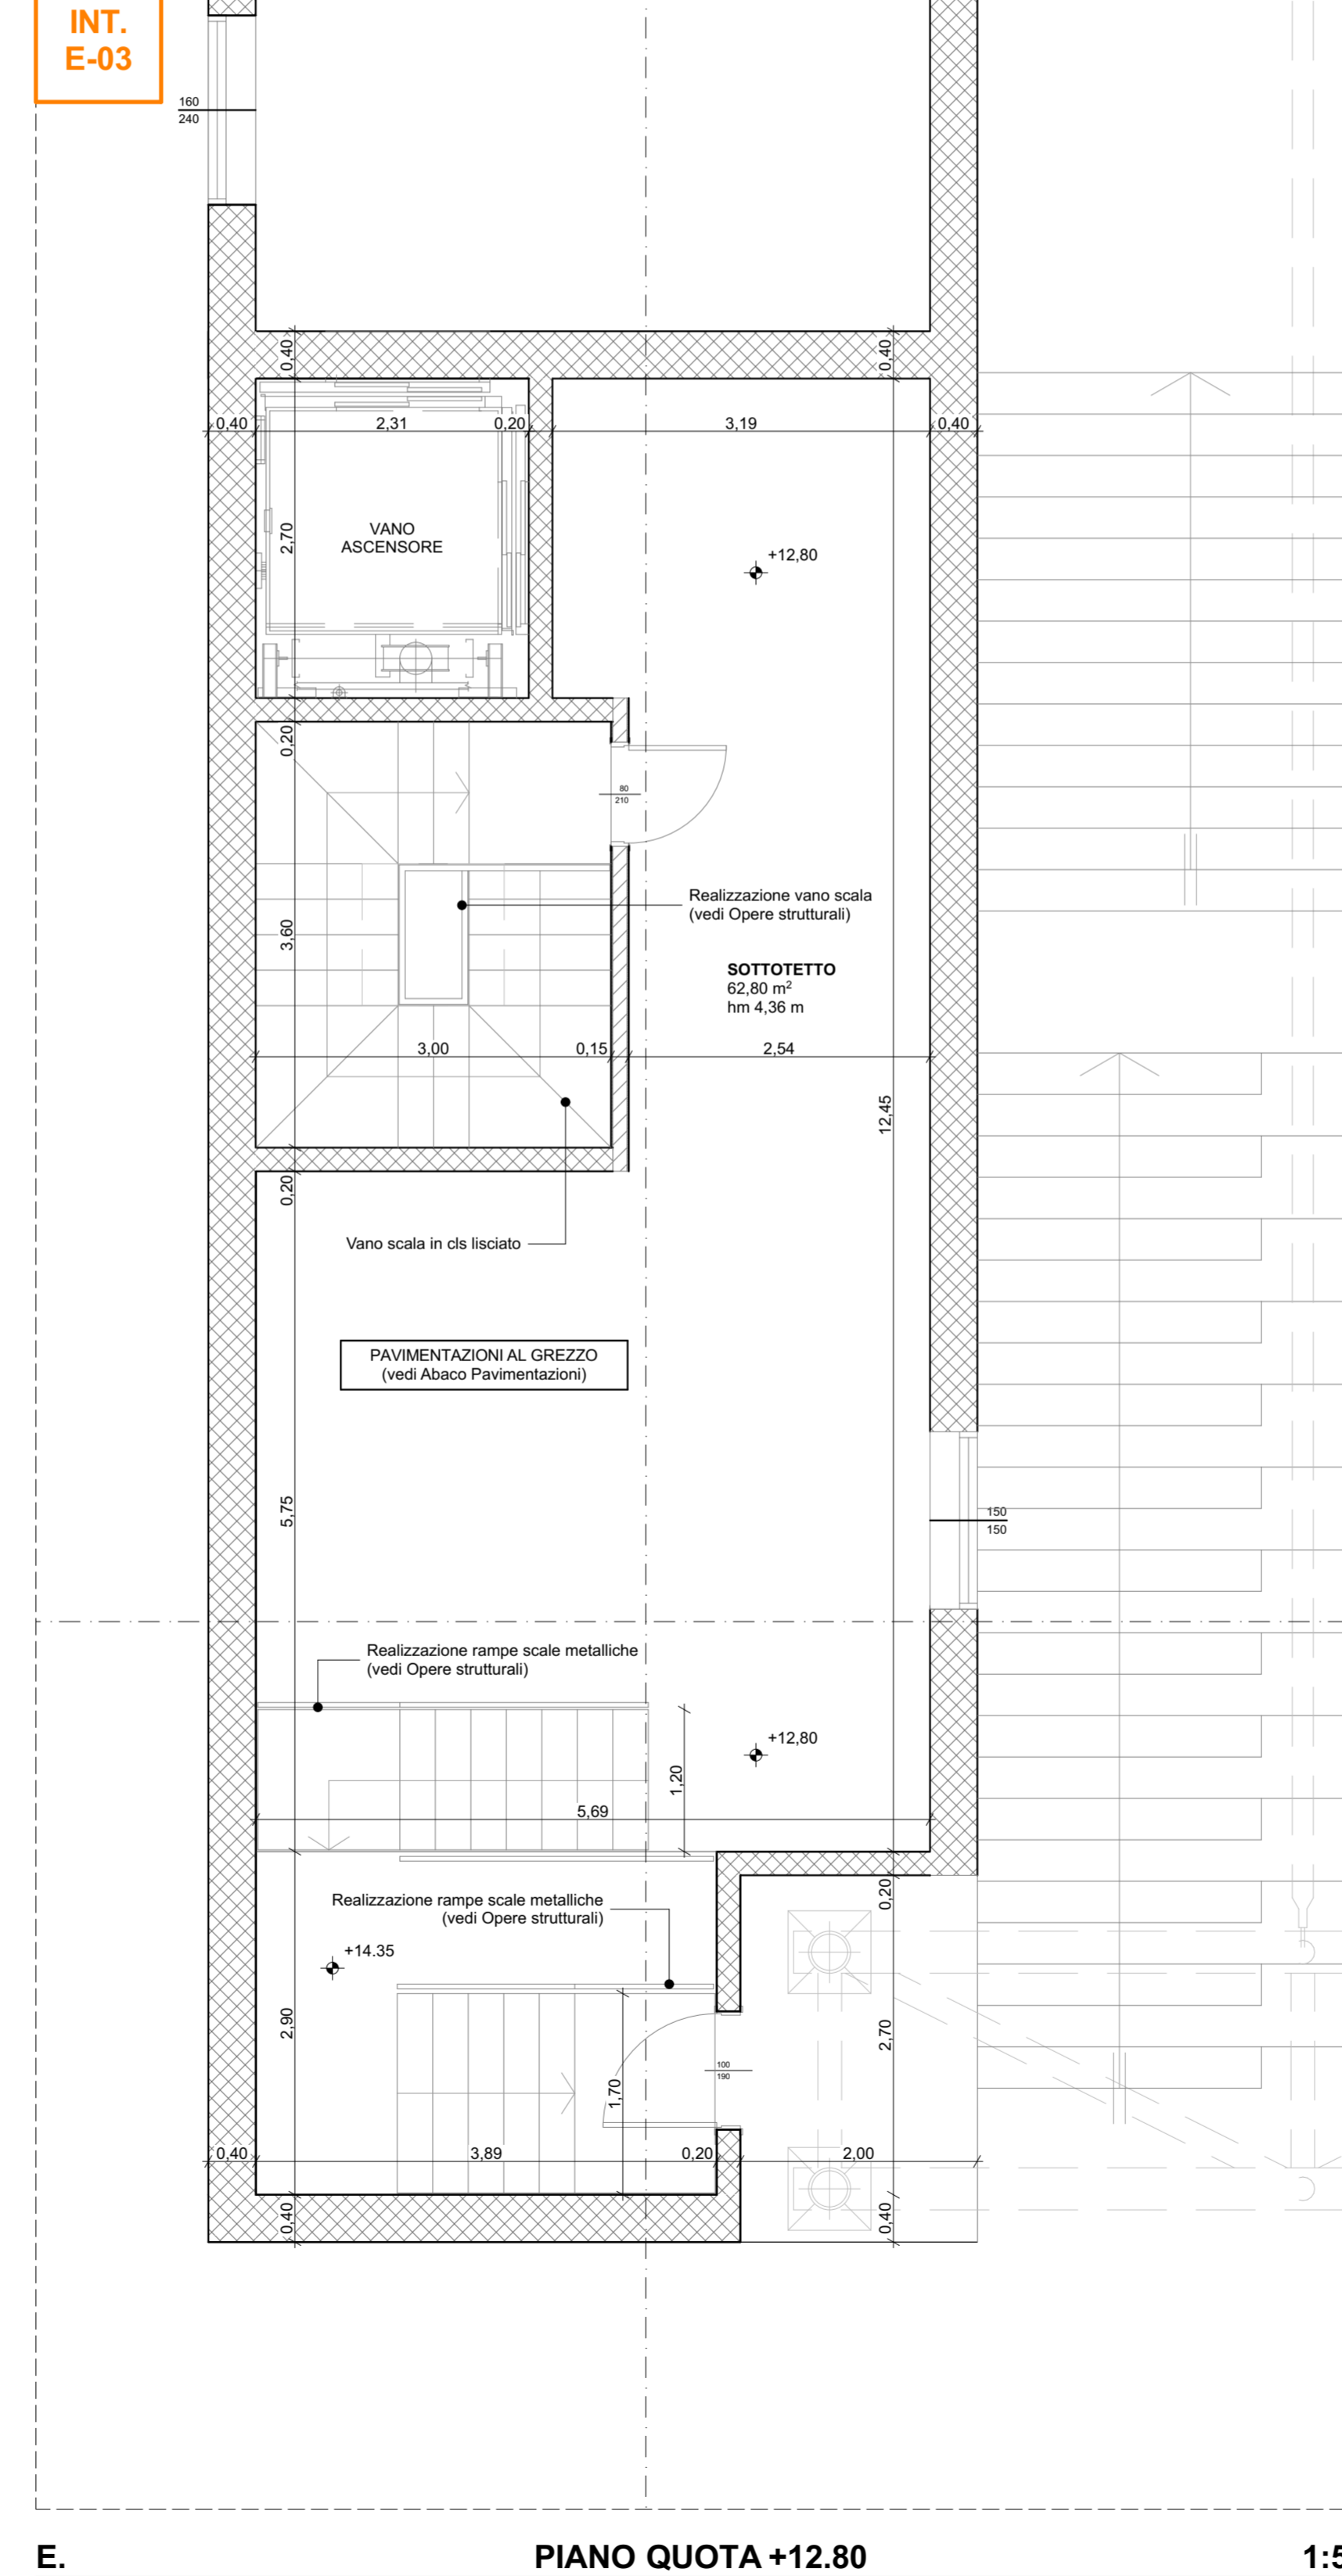 INT.
E-03
160
240
0,40
0,40
0,40
2,31
0,20
3,19
0,40
2,70
VANO
ASCENSORE
+12,80
0,20
80
210
Realizzazione vano scala
(vedi Opere strutturali)
3,60
SOTTOTETTO
62,80 m²
hm 4,36 m
3,00
0,15
2,54
12,45
0,20
Vano scala in cls lisciato
PAVIMENTAZIONI AL GREZZO
(vedi Abaco Pavimentazioni)
5,75
150
150
Realizzazione rampe scale metalliche
(vedi Opere strutturali)
+12,80
1,20
5,69
Realizzazione rampe scale metalliche
(vedi Opere strutturali)
0,20
+14.35
2,90
2,70
100
190
1,70
0,40
3,89
0,20
2,00
0,40
0,40
E.
PIANO QUOTA +12.80